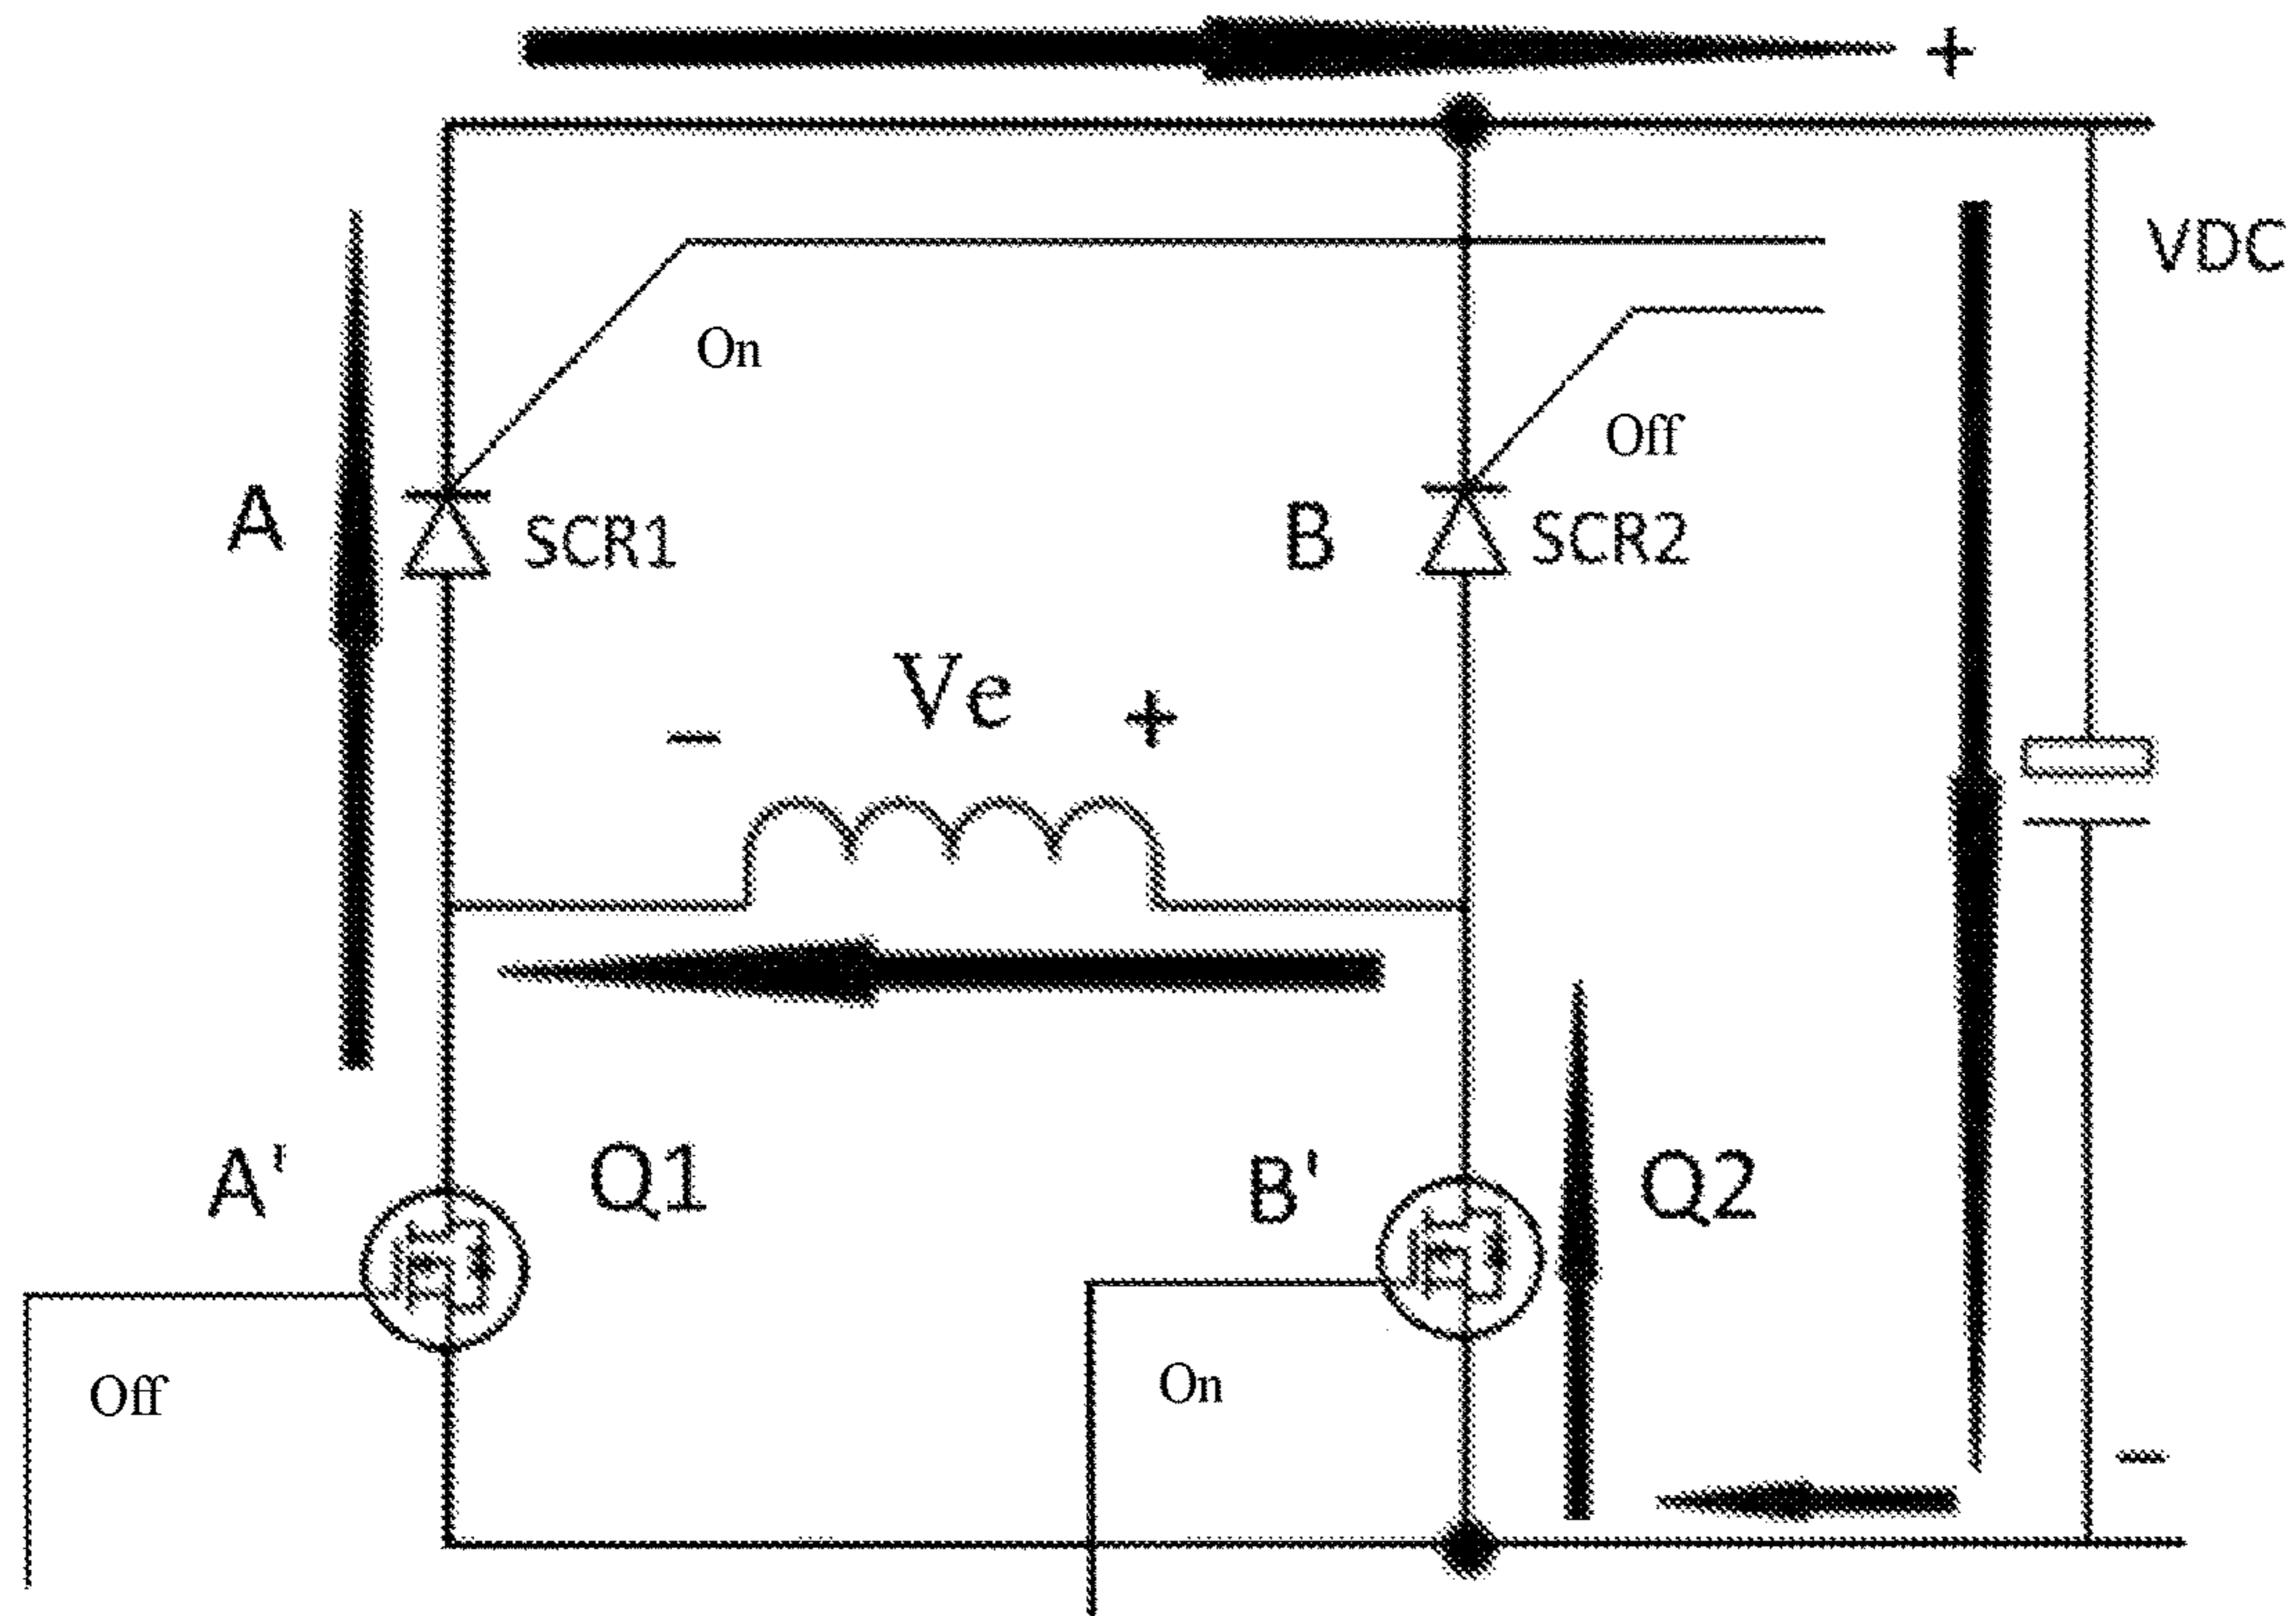 +
VDC
On
Off
A
SCR1
B
SCR2
Ve
− +
A'
Q1
B'
Q2
Off
On
−